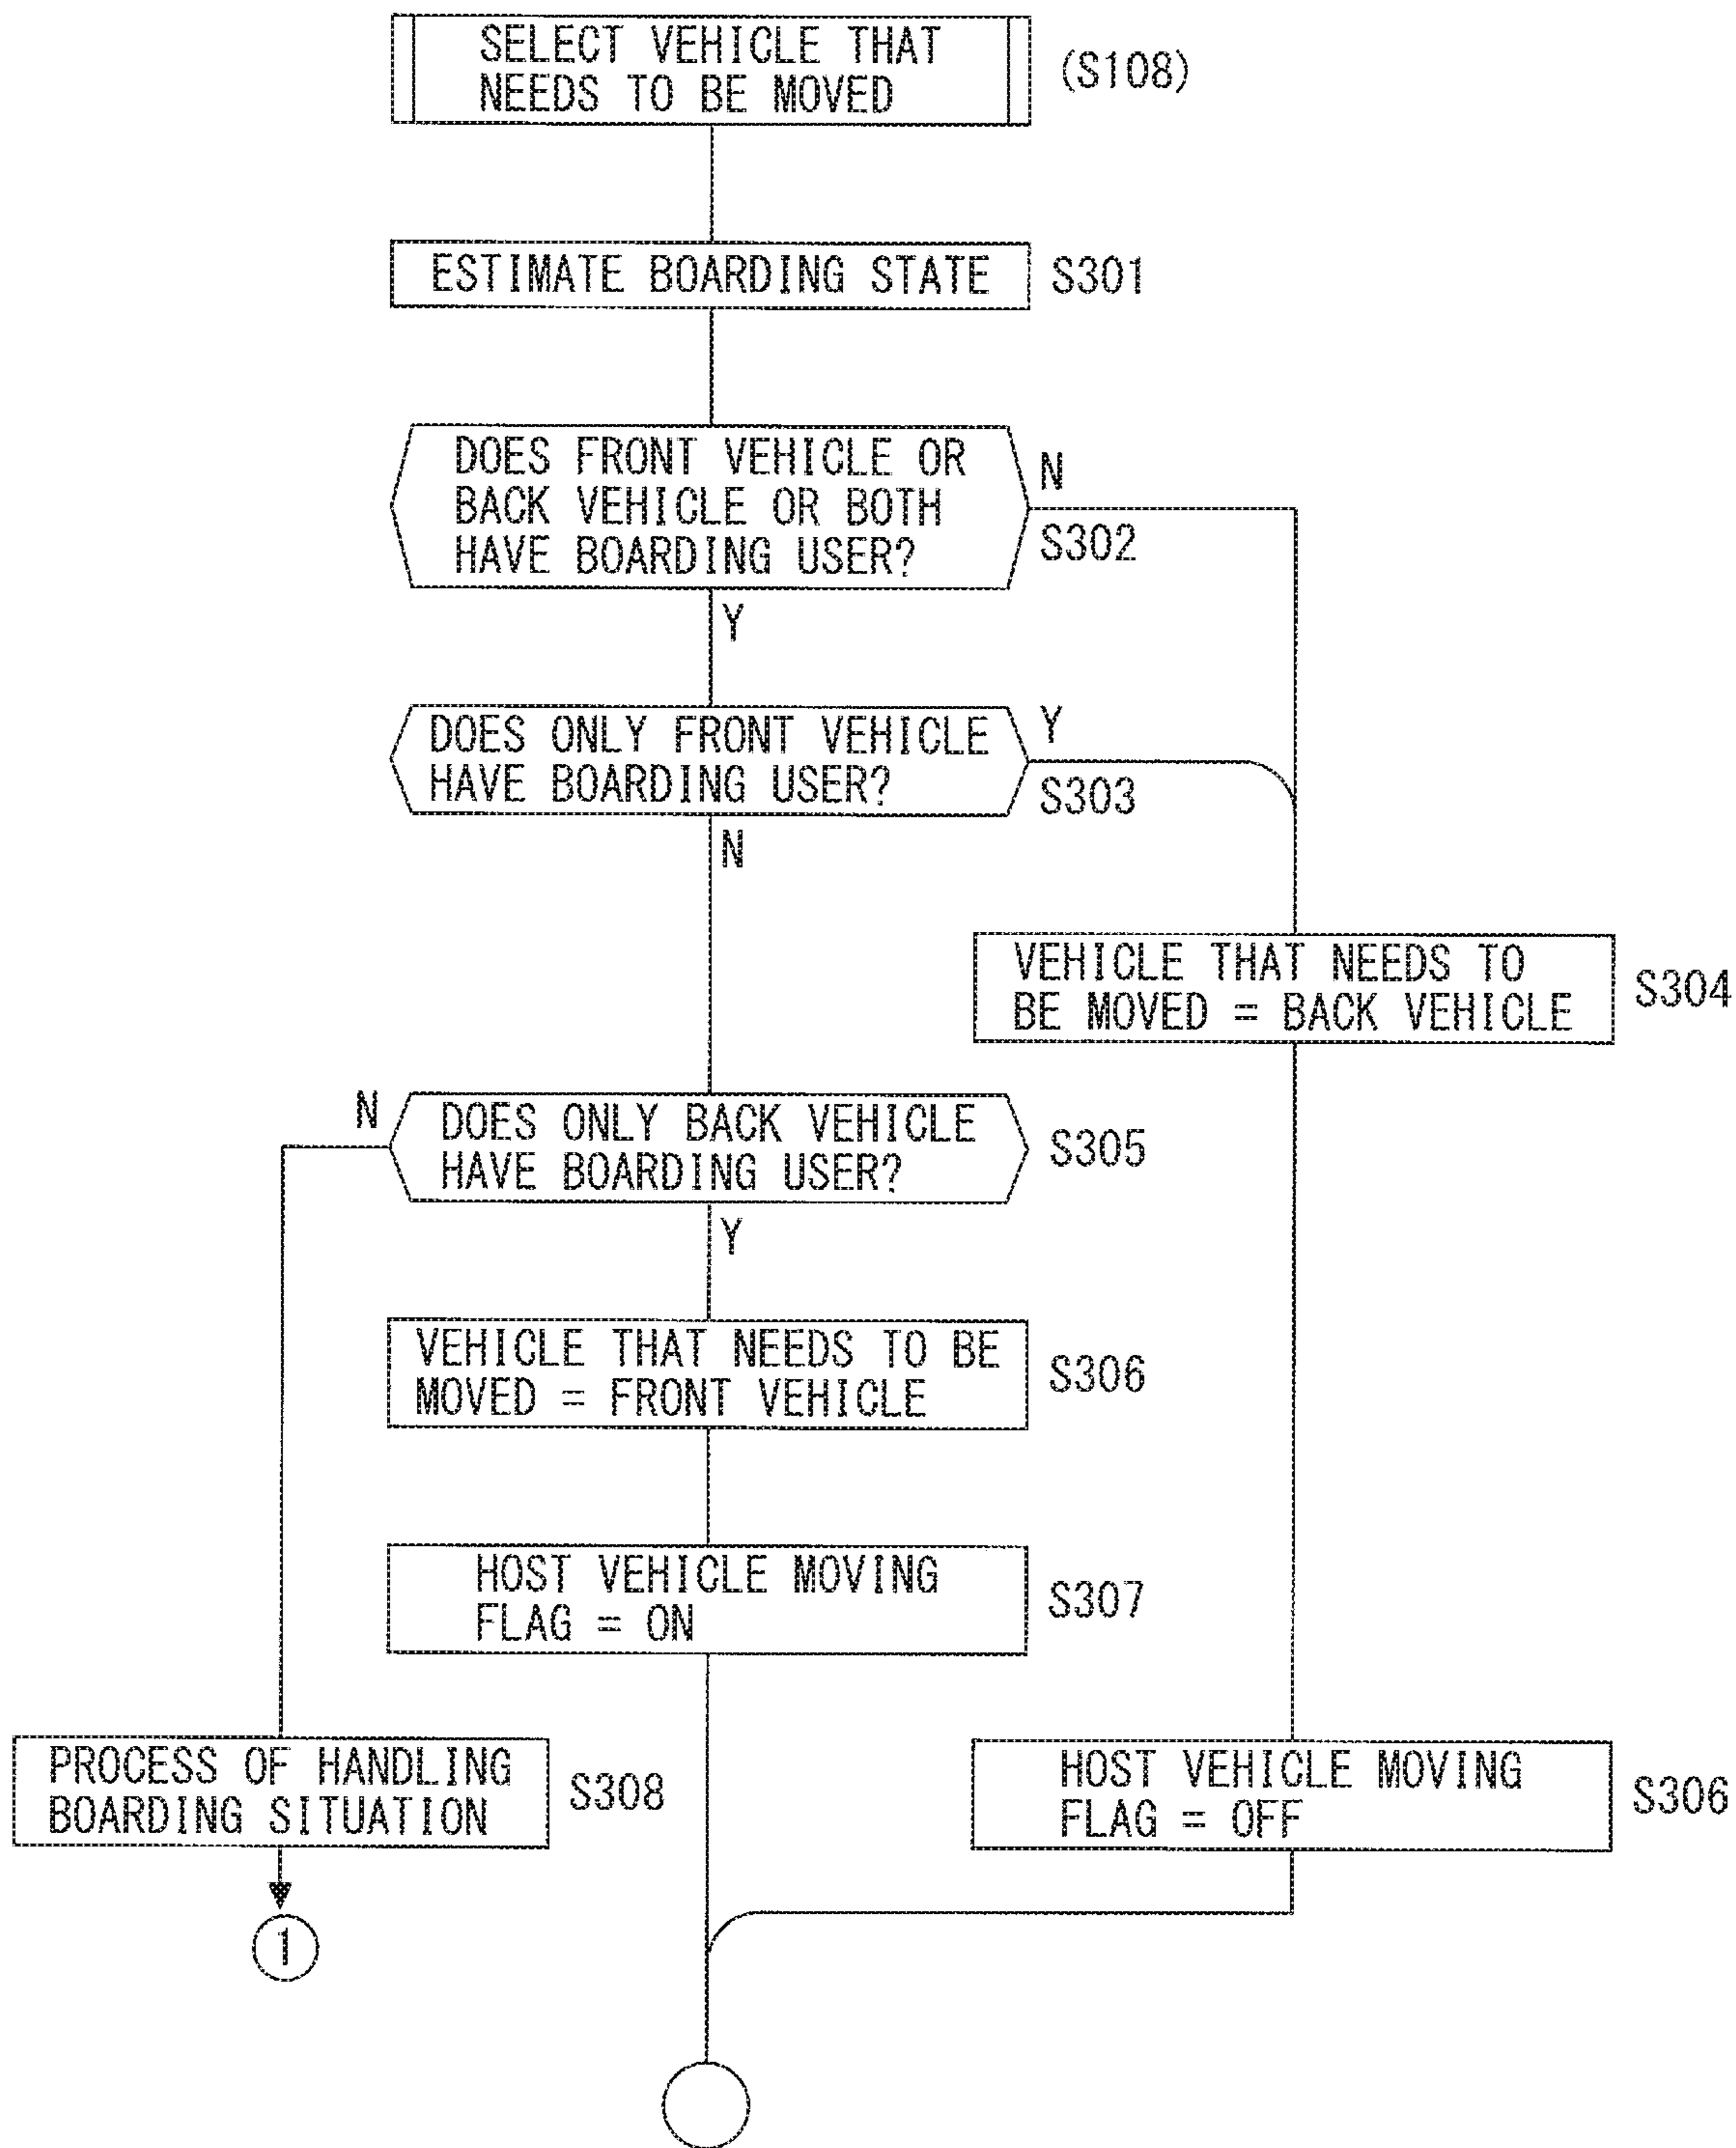 SELECT VEHICLE THAT
NEEDS TO BE MOVED
(S108)
ESTIMATE BOARDING STATE
S301
DOES FRONT VEHICLE OR
BACK VEHICLE OR BOTH
HAVE BOARDING USER?
N
S302
Y
DOES ONLY FRONT VEHICLE
HAVE BOARDING USER?
Y
S303
N
VEHICLE THAT NEEDS TO
BE MOVED = BACK VEHICLE
S304
N
DOES ONLY BACK VEHICLE
HAVE BOARDING USER?
S305
Y
VEHICLE THAT NEEDS TO BE
MOVED = FRONT VEHICLE
S306
HOST VEHICLE MOVING
FLAG = ON
S307
PROCESS OF HANDLING
BOARDING SITUATION
S308
HOST VEHICLE MOVING
FLAG = OFF
S306
1